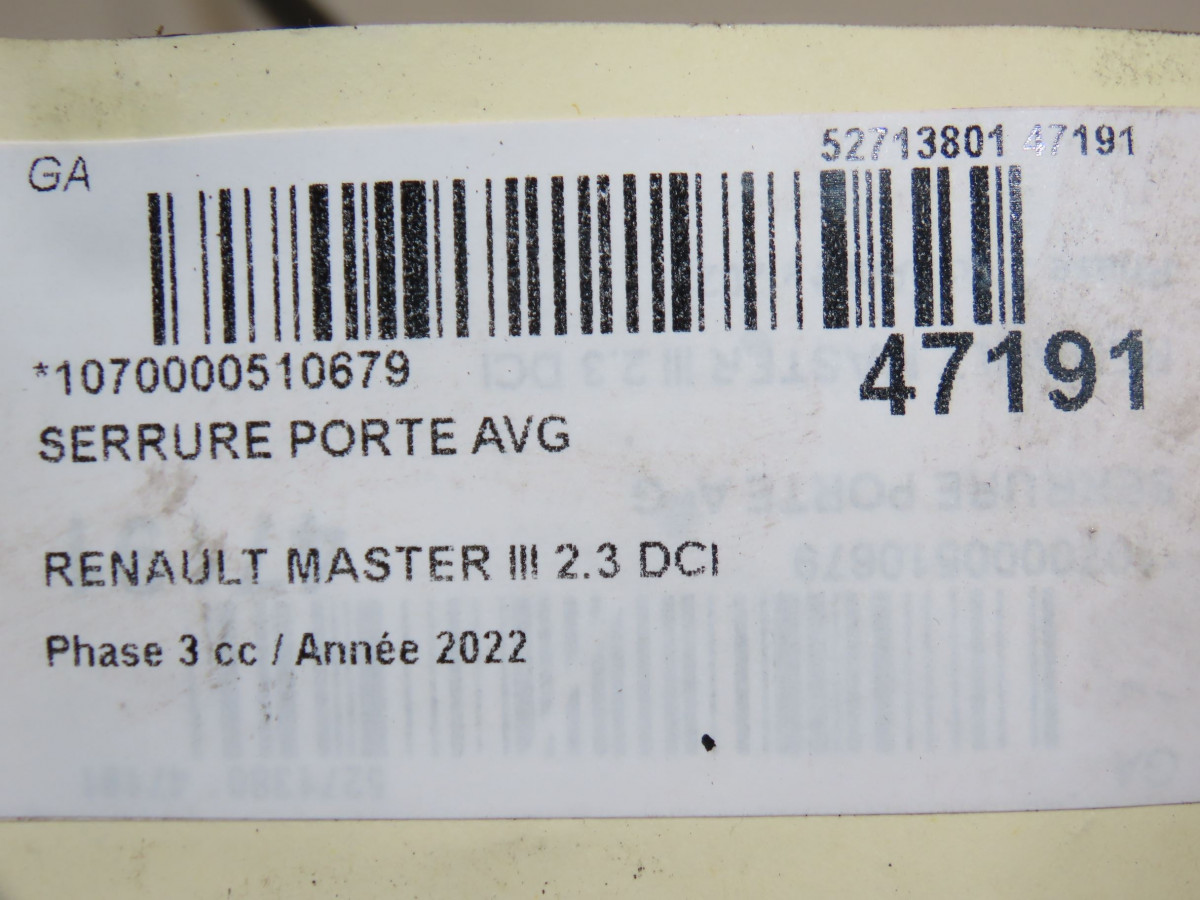 GA
52713801 47191
*1070000510679
47191
SERRURE PORTE AVG
RENAULT MASTER III 2.3 DCI
Phase 3 cc / Année 2022